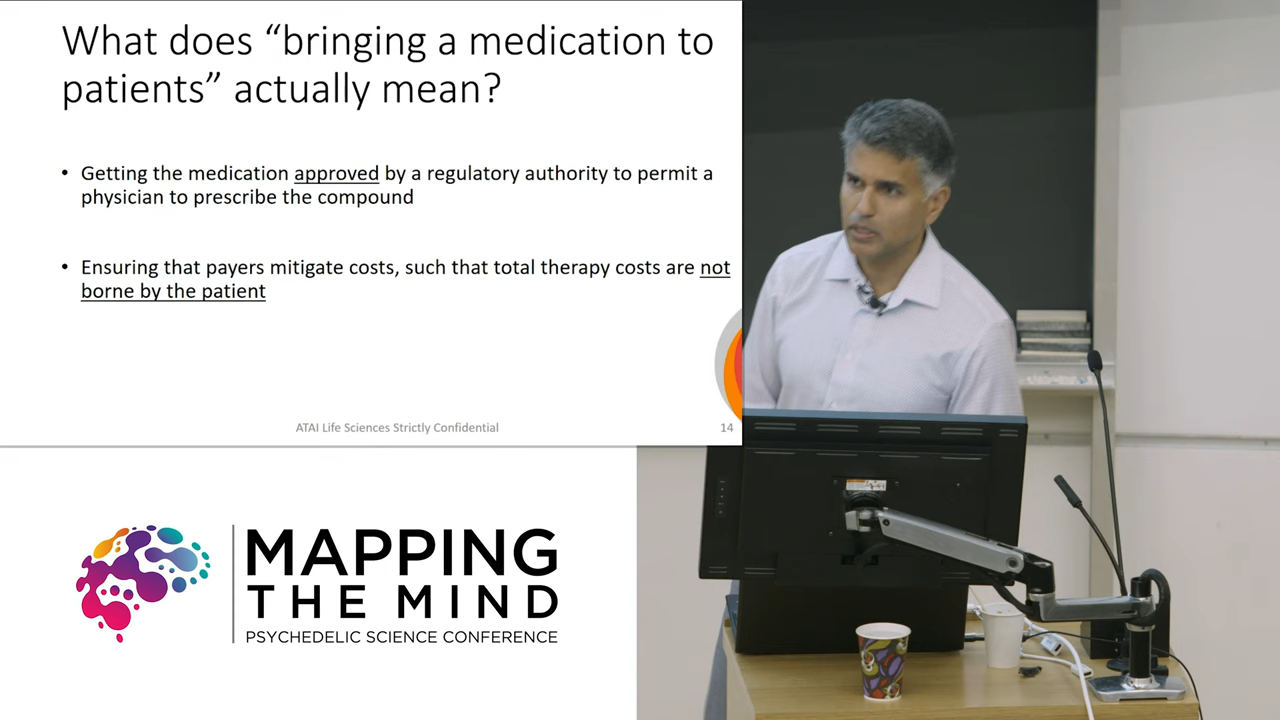 What does “bringing a medication to
patients” actually mean?
• Getting the medication approved by a regulatory authority to permit a
physician to prescribe the compound
• Ensuring that payers mitigate costs, such that total therapy costs are not
borne by the patient
ATAI Life Sciences Strictly Confidential
14
MAPPING
THE MIND
PSYCHEDELIC SCIENCE CONFERENCE